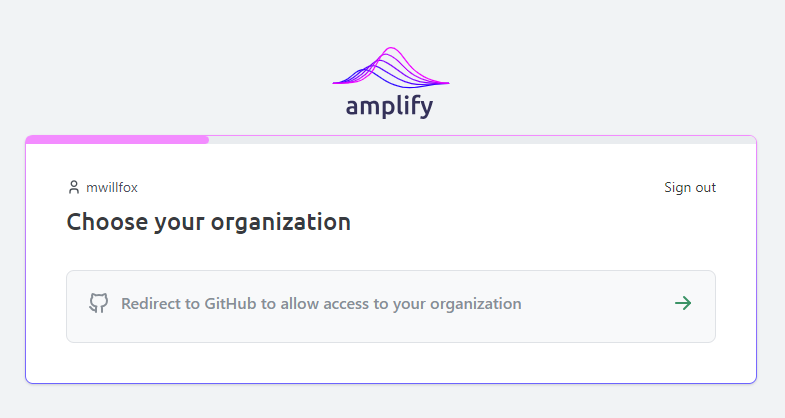 amplify
mwillfox
Sign out
Choose your organization
Redirect to GitHub to allow access to your organization